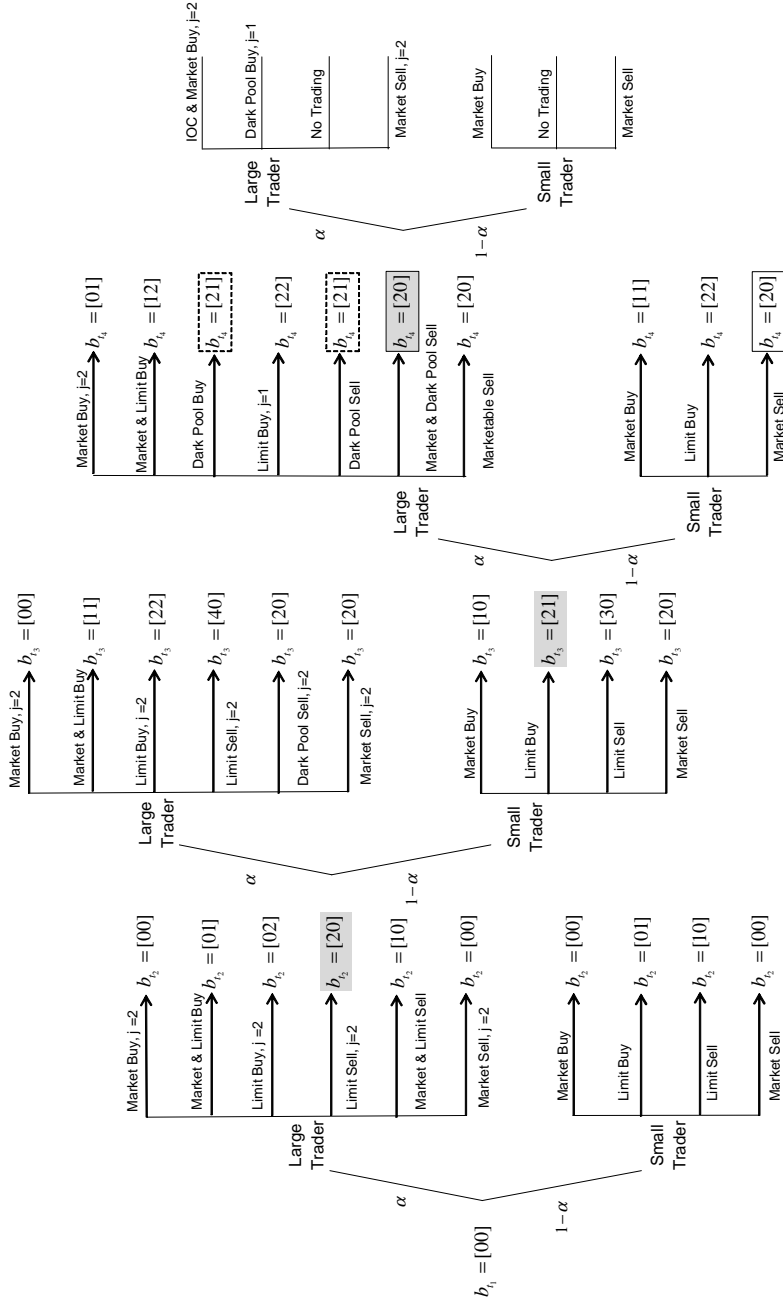 b_{t_1} = [00]
α
1−α
Large
Trader
Market Buy, j =2
b_{t_2} = [00]
Market & Limit Buy
b_{t_2} = [01]
Limit Buy, j =2
b_{t_2} = [02]
Limit Sell, j=2
b_{t_2} = [20]
Market & Limit Sell
b_{t_2} = [10]
Market Sell, j =2
b_{t_2} = [00]
Small
Trader
Market Buy
b_{t_2} = [00]
Limit Buy
b_{t_2} = [01]
Limit Sell
b_{t_2} = [10]
Market Sell
b_{t_2} = [00]
α
1−α
Large
Trader
Market Buy, j=2
b_{t_3} = [00]
Market & Limit Buy
b_{t_3} = [11]
Limit Buy, j =2
b_{t_3} = [22]
Limit Sell, j=2
b_{t_3} = [40]
Dark Pool Sell, j=2
b_{t_3} = [20]
Market Sell, j=2
b_{t_3} = [20]
Small
Trader
Market Buy
b_{t_3} = [10]
Limit Buy
b_{t_3} = [21]
Limit Sell
b_{t_3} = [30]
Market Sell
b_{t_3} = [20]
α
1−α
Large
Trader
Market Buy, j=2
b_{t_4} = [01]
Market & Limit Buy
b_{t_4} = [12]
Dark Pool Buy
b_{t_4} = [21]
Limit Buy, j=1
b_{t_4} = [22]
Dark Pool Sell
b_{t_4} = [21]
Market & Dark Pool Sell
b_{t_4} = [20]
Marketable Sell
b_{t_4} = [20]
Small
Trader
Market Buy
b_{t_4} = [11]
Limit Buy
b_{t_4} = [22]
Market Sell
b_{t_4} = [20]
α
1−α
Large
Trader
IOC & Market Buy, j=2
Dark Pool Buy, j=1
No Trading
Market Sell, j=2
Small
Trader
Market Buy
No Trading
Market Sell